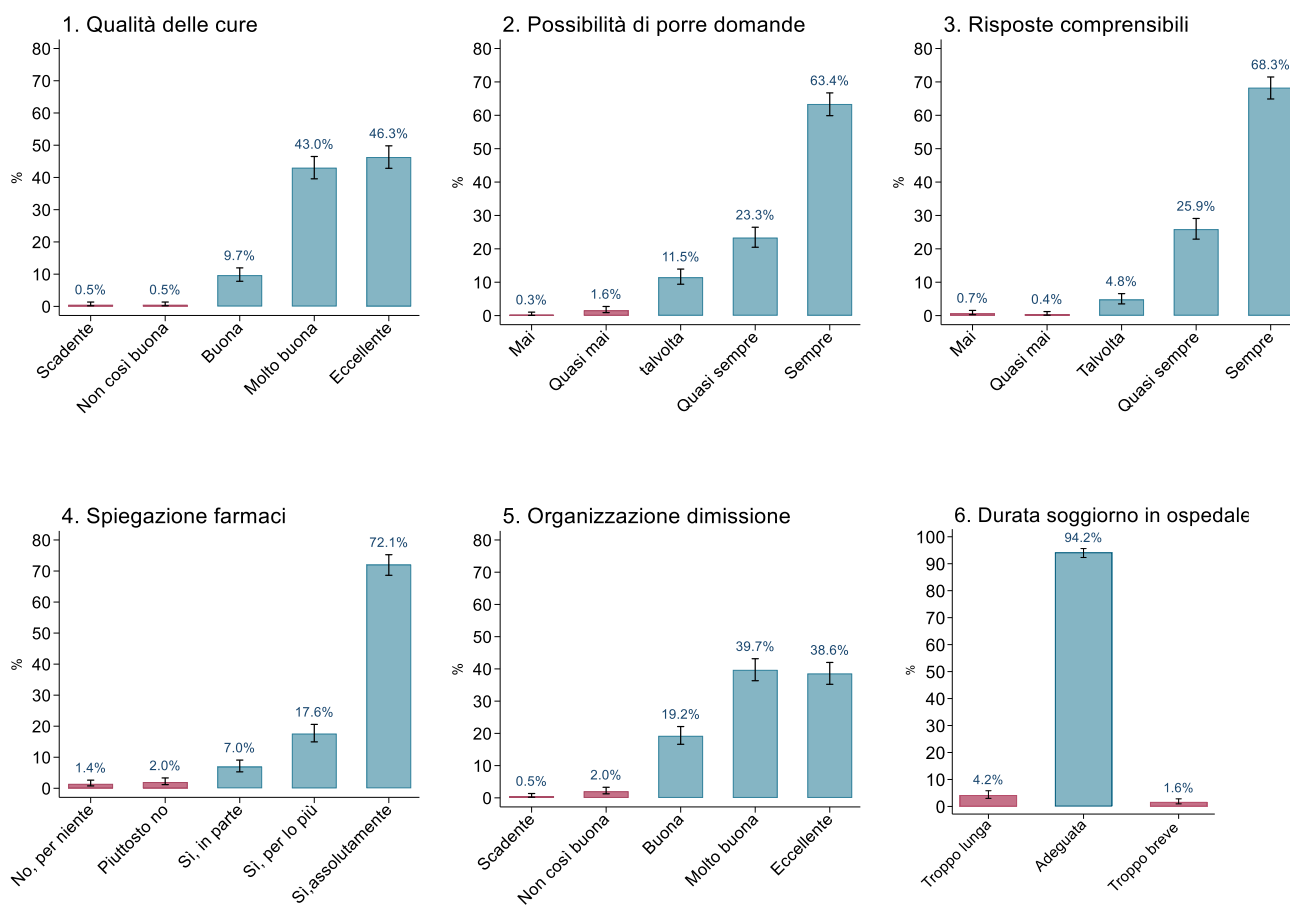 1. Qualità delle cure
80
70
60
50
40
30
20
10
0
%
0.5%
0.5%
9.7%
43.0%
46.3%
Scadente
Non così buona
Buona
Molto buona
Eccellente
2. Possibilità di porre domande
80
70
60
50
40
30
20
10
0
%
0.3%
1.6%
11.5%
23.3%
63.4%
Mai
Quasi mai
talvolta
Quasi sempre
Sempre
3. Risposte comprensibili
80
70
60
50
40
30
20
10
0
%
0.7%
0.4%
4.8%
25.9%
68.3%
Mai
Quasi mai
Talvolta
Quasi sempre
Sempre
4. Spiegazione farmaci
80
70
60
50
40
30
20
10
0
%
1.4%
2.0%
7.0%
17.6%
72.1%
No, per niente
Piuttosto no
Sì, in parte
Sì, per lo più
Sì,assolutamente
5. Organizzazione dimissione
80
70
60
50
40
30
20
10
0
%
0.5%
2.0%
19.2%
39.7%
38.6%
Scadente
Non così buona
Buona
Molto buona
Eccellente
6. Durata soggiorno in ospedale
100
90
80
70
60
50
40
30
20
10
0
%
4.2%
94.2%
1.6%
Troppo lunga
Adeguata
Troppo breve